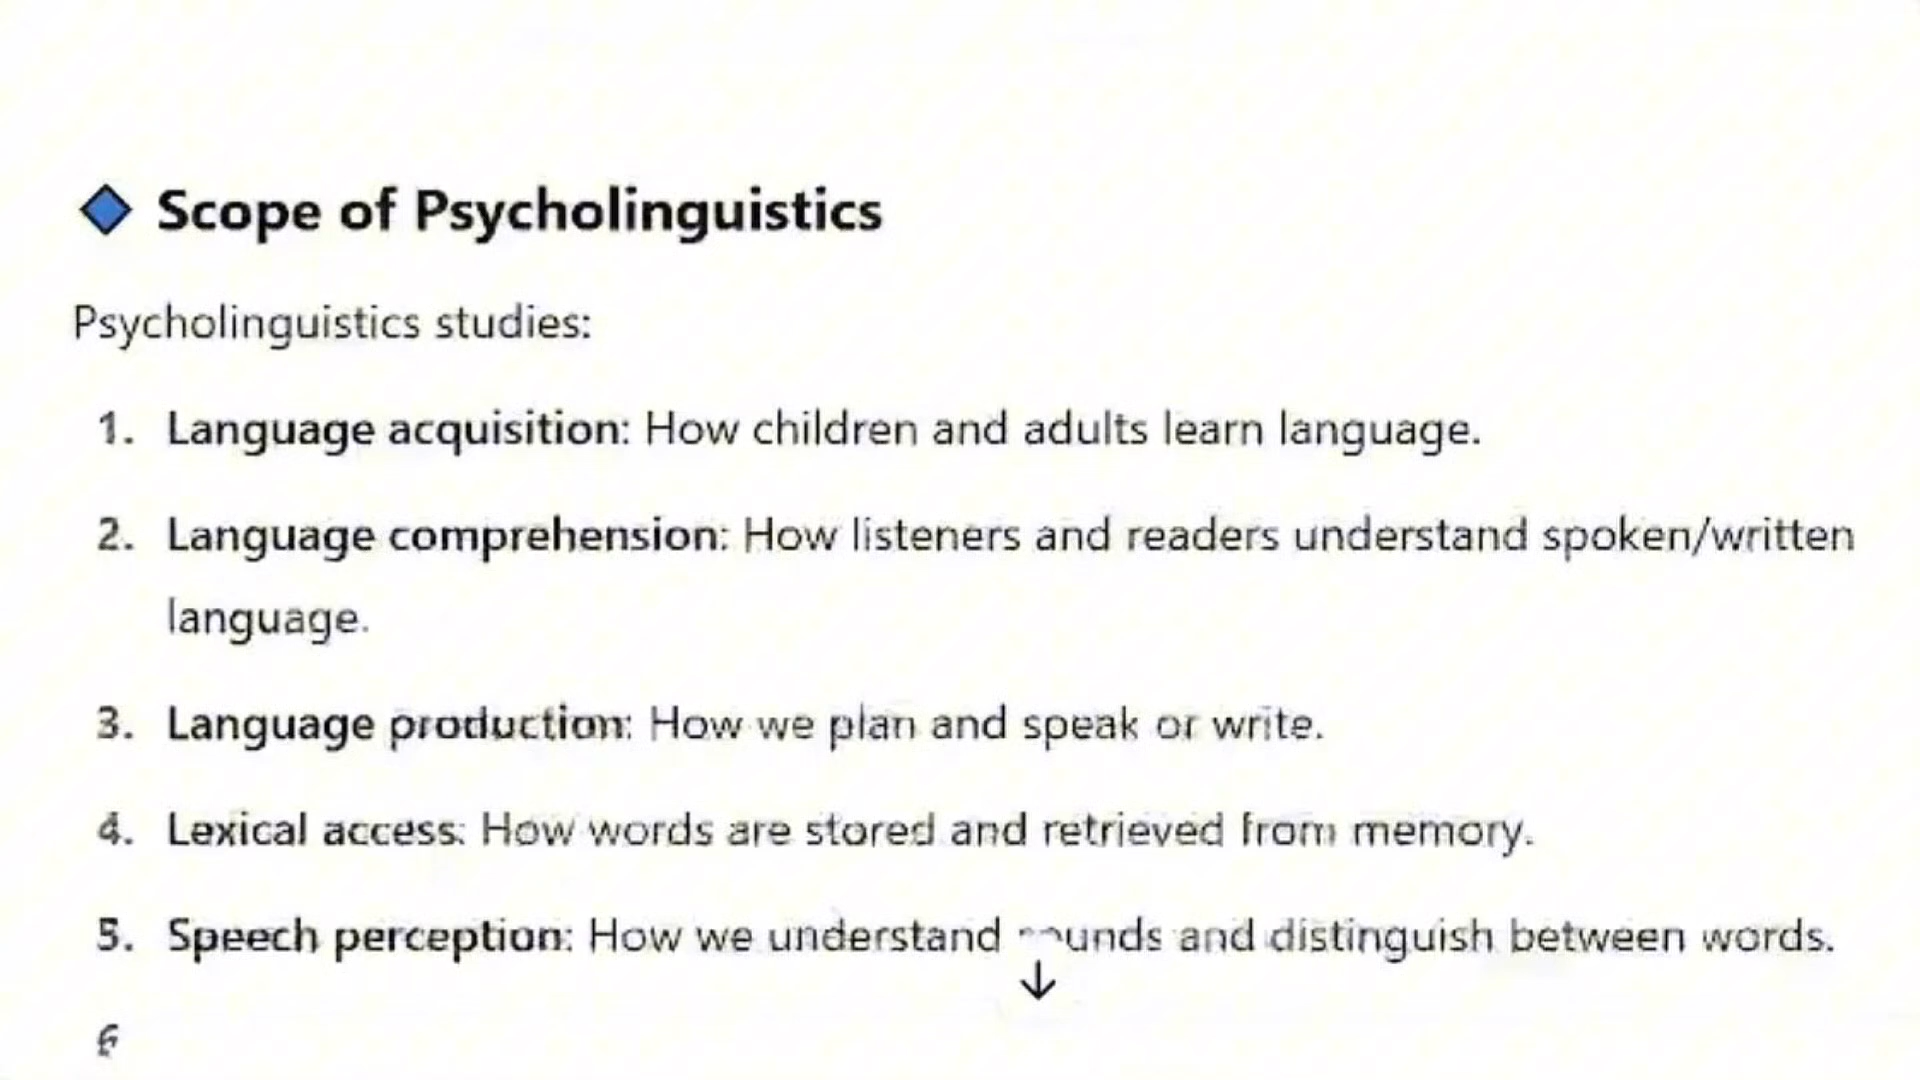 Scope of Psycholinguistics
Psycholinguistics studies:
1. Language acquisition: How children and adults learn language.
2. Language comprehension: How listeners and readers understand spoken/written
language.
3. Language production: How we plan and speak or write.
4. Lexical access: How words are stored and retrieved from memory.
5. Speech perception: How we understand and distinguish between words.